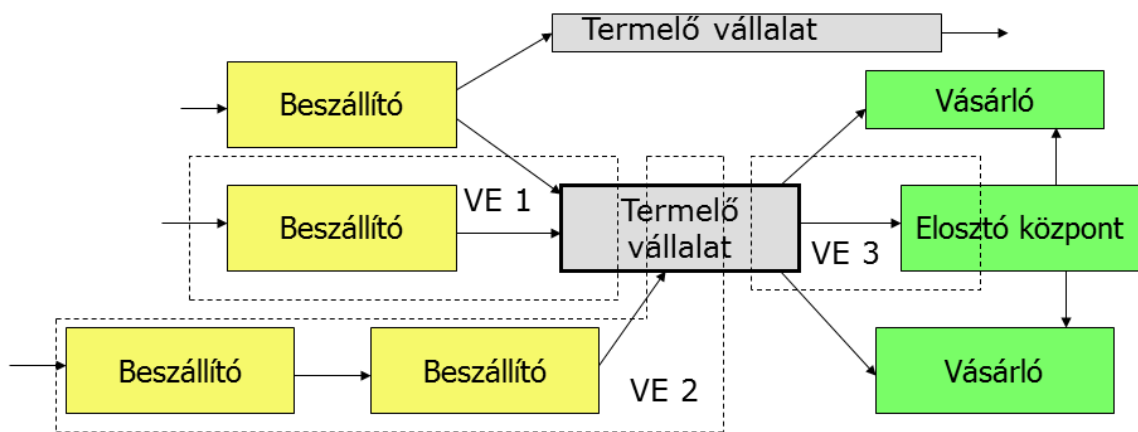 Termelő vállalat
Beszállító
Vásárló
Beszállító
VE 1
Termelő
vállalat
VE 3
Elosztó központ
Beszállító
Beszállító
VE 2
Vásárló